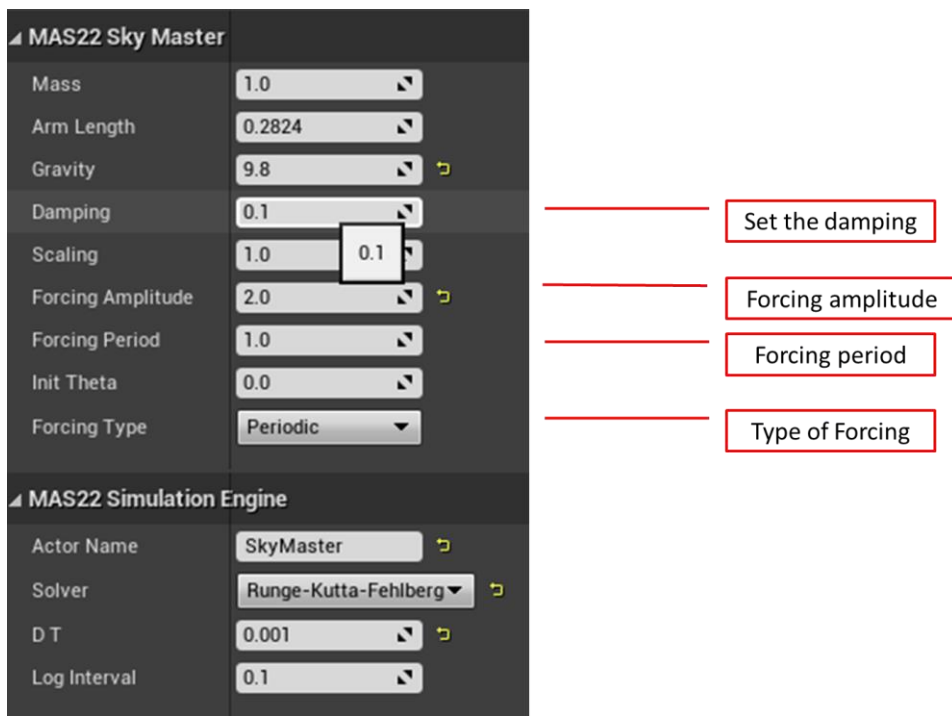 MAS22 Sky Master
Mass 1.0
Arm Length 0.2824
Gravity 9.8
Damping 0.1 Set the damping
Scaling 1.0 0.1
Forcing Amplitude 2.0 Forcing amplitude
Forcing Period 1.0 Forcing period
Init Theta 0.0
Forcing Type Periodic Type of Forcing
MAS22 Simulation Engine
Actor Name SkyMaster
Solver Runge-Kutta-Fehlberg
D T 0.001
Log Interval 0.1